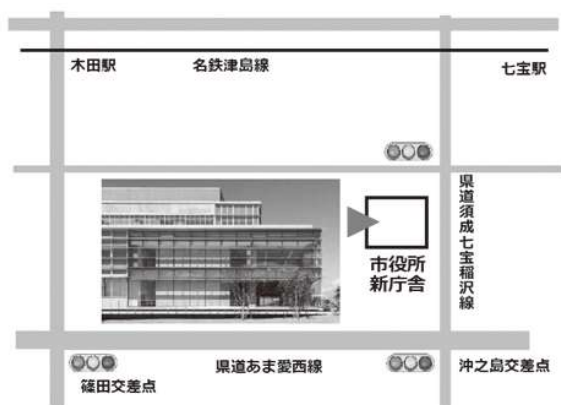 木田駅
名鉄津島線
七宝駅
県道須成七宝稲沢線
市役所
新庁舎
県道あま愛西線
沖之島交差点
篠田交差点